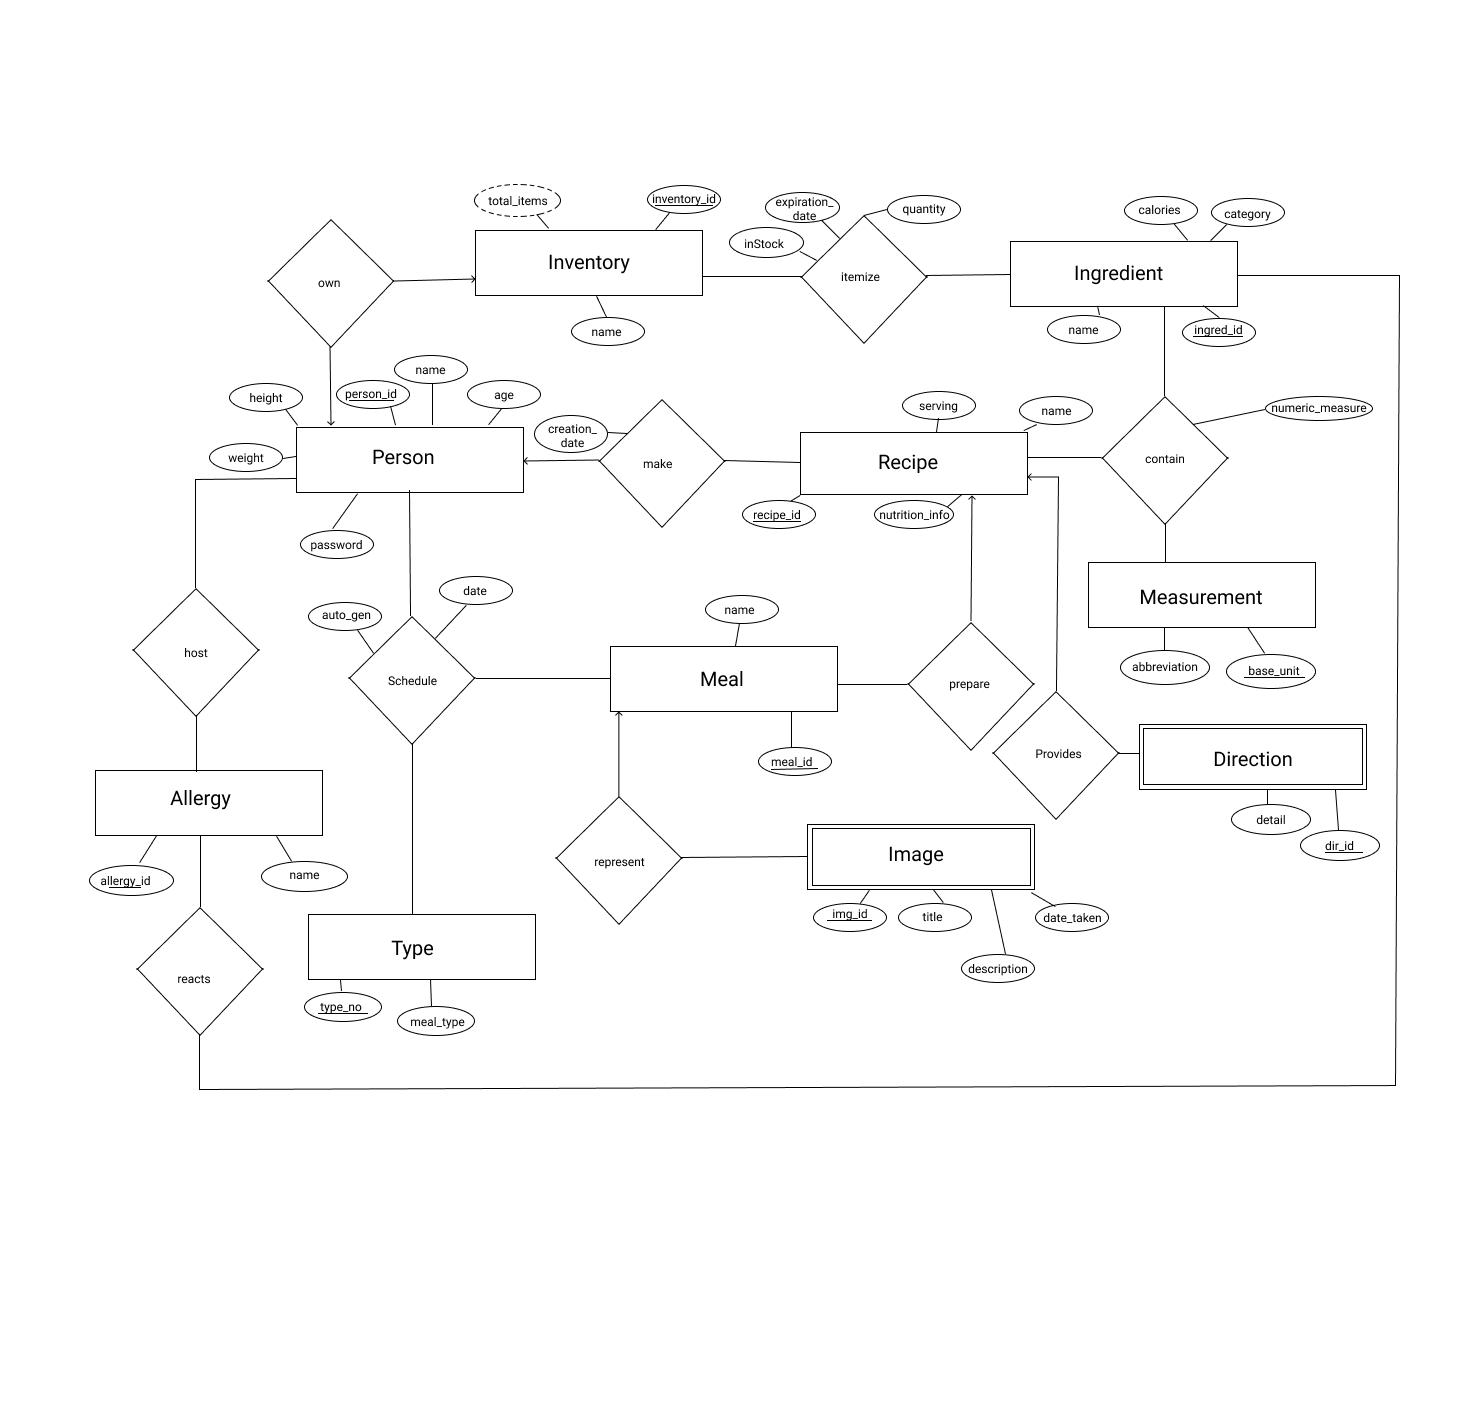 total_items
inventory_id
expiration_
date
quantity
calories
category
inStock
Inventory
itemize
Ingredient
own
name
name
ingred_id
height
person_id
name
age
serving
name
numeric_measure
creation_
date
weight
Person
make
Recipe
contain
recipe_id
nutrition_info
password
date
auto_gen
name
Measurement
host
Schedule
Meal
prepare
abbreviation
base_unit
meal_id
Provides
Direction
Allergy
detail
dir_id
represent
Image
allergy_id
name
img_id
title
date_taken
Type
description
reacts
type_no
meal_type